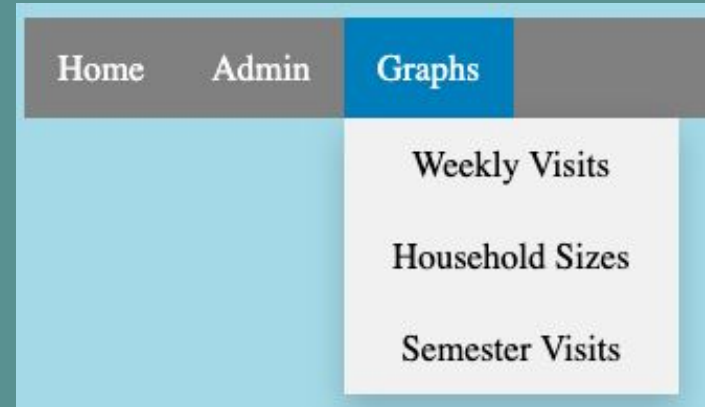 Home Admin Graphs
Weekly Visits
Household Sizes
Semester Visits